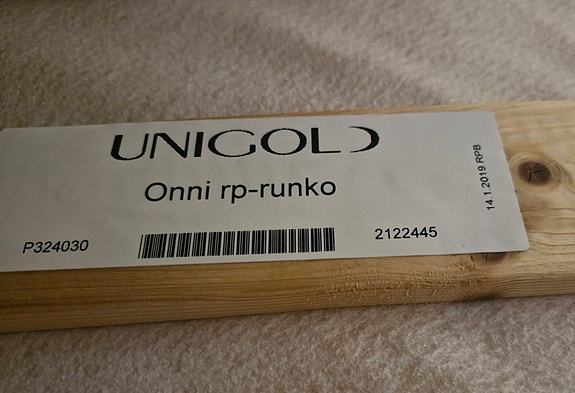 UNIGOLD
Onni rp-runko
P324030
2122445
14.1.2019 RPB